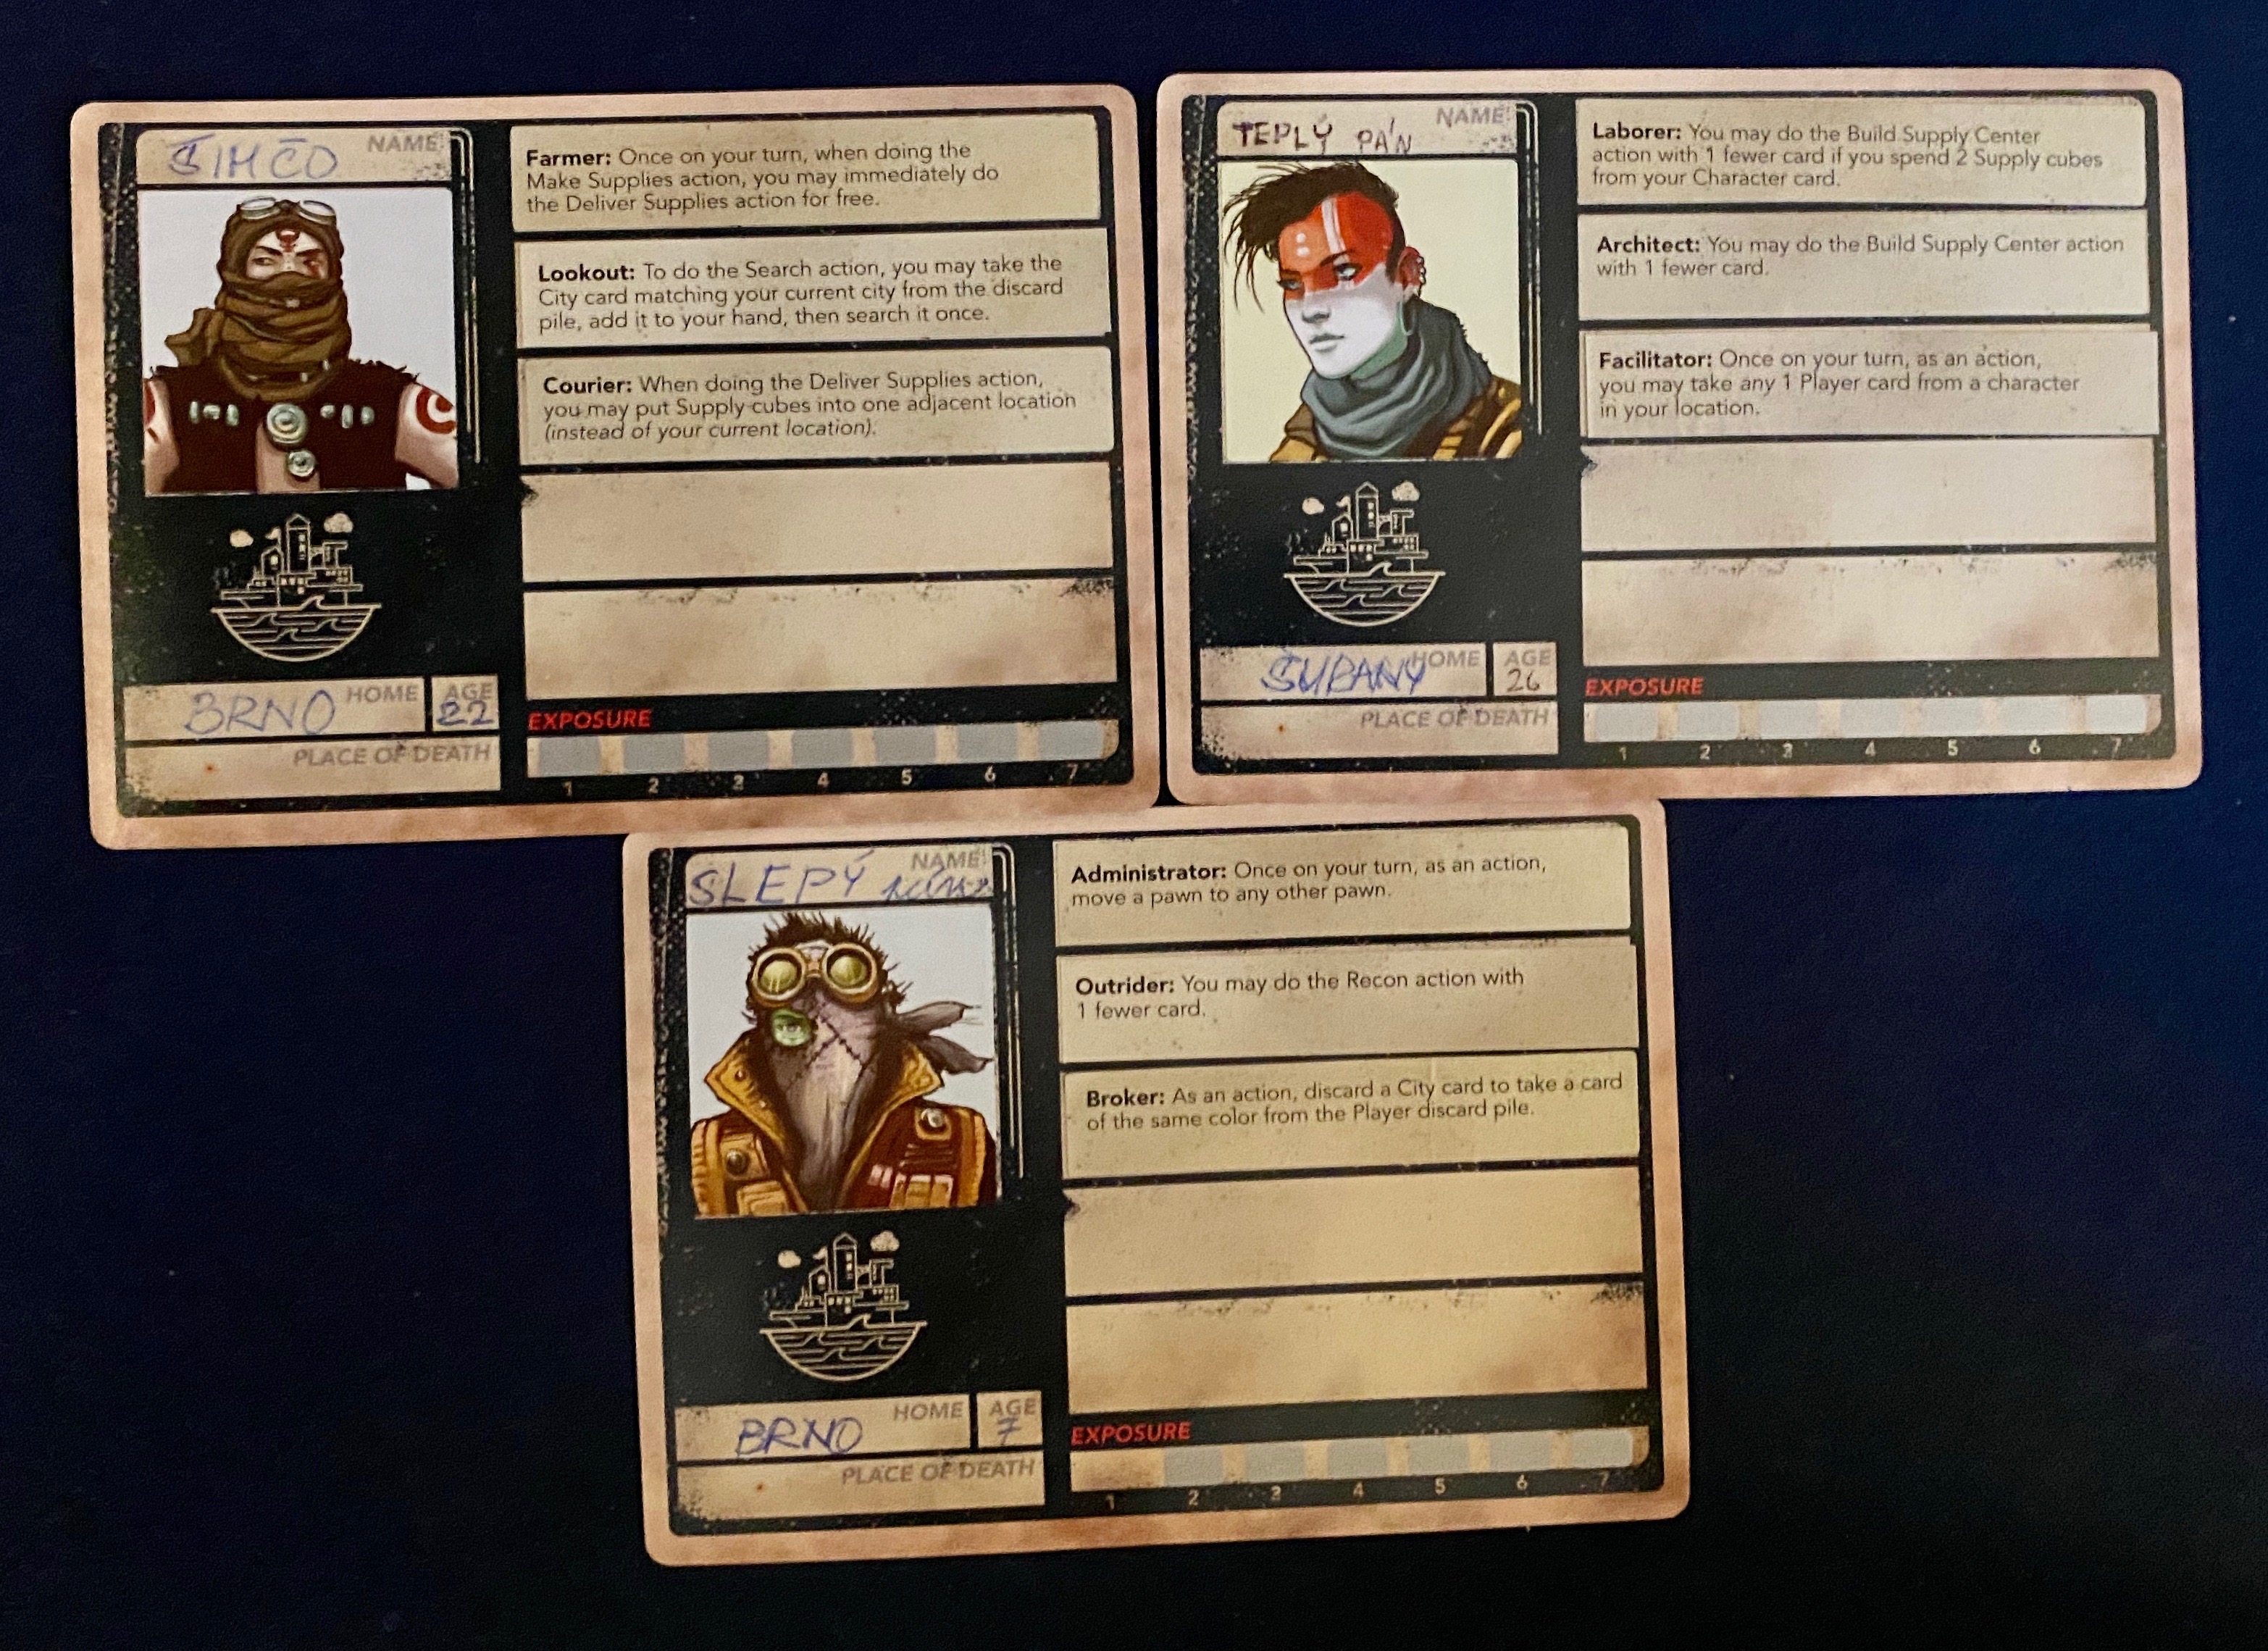 ŠIMČO NAME:
Farmer: Once on your turn, when doing the
Make Supplies action, you may immediately do
the Deliver Supplies action for free.
Lookout: To do the Search action, you may take the
City card matching your current city from the discard
pile, add it to your hand, then search it once.
Courier: When doing the Deliver Supplies action,
you may put Supply cubes into one adjacent location
(instead of your current location).
BRNO HOME
AGE
22
PLACE OF DEATH
EXPOSURE
1 2 3 4 5 6 7
TEPLÝ PÁN NAME:
Laborer: You may do the Build Supply Center
action with 1 fewer card if you spend 2 Supply cubes
from your Character card.
Architect: You may do the Build Supply Center action
with 1 fewer card.
Facilitator: Once on your turn, as an action,
you may take any 1 Player card from a character
in your location.
HOME
AGE
26
PLACE OF DEATH
EXPOSURE
1 2 3 4 5 6 7
SLEPÝ NAME:
Administrator: Once on your turn, as an action,
move a pawn to any other pawn.
Outrider: You may do the Recon action with
1 fewer card.
Broker: As an action, discard a City card to take a card
of the same color from the Player discard pile.
BRNO HOME
AGE
7
PLACE OF DEATH
EXPOSURE
1 2 3 4 5 6 7